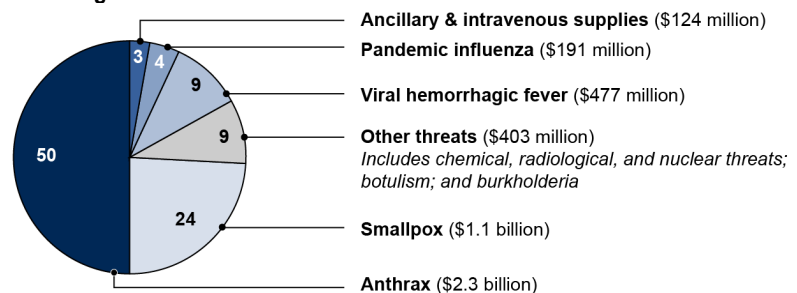 Ancillary & intravenous supplies ($124 million)
Pandemic influenza ($191 million)
3
4
Viral hemorrhagic fever ($477 million)
9
Other threats ($403 million)
Includes chemical, radiological, and nuclear threats;
botulism; and burkholderia
9
50
24
Smallpox ($1.1 billion)
Anthrax ($2.3 billion)